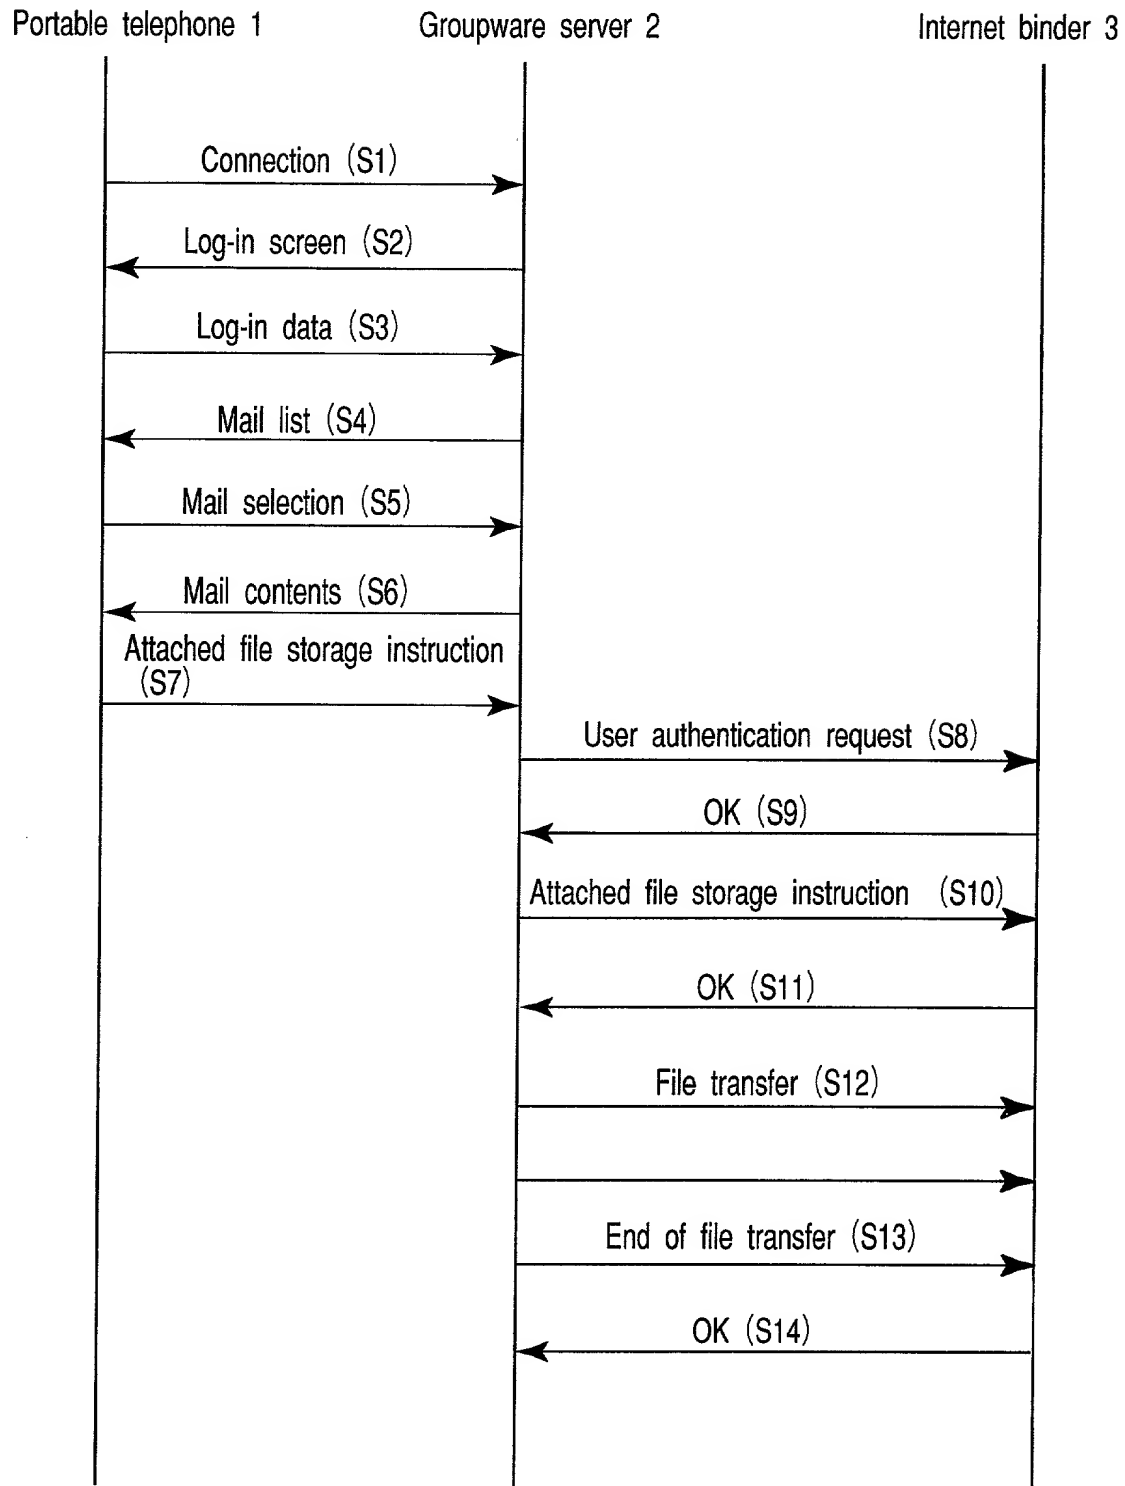 Portable telephone 1
Groupware server 2
Internet binder 3
Connection (S1)
Log-in screen (S2)
Log-in data (S3)
Mail list (S4)
Mail selection (S5)
Mail contents (S6)
Attached file storage instruction
(S7)
User authentication request (S8)
OK (S9)
Attached file storage instruction (S10)
OK (S11)
File transfer (S12)
End of file transfer (S13)
OK (S14)